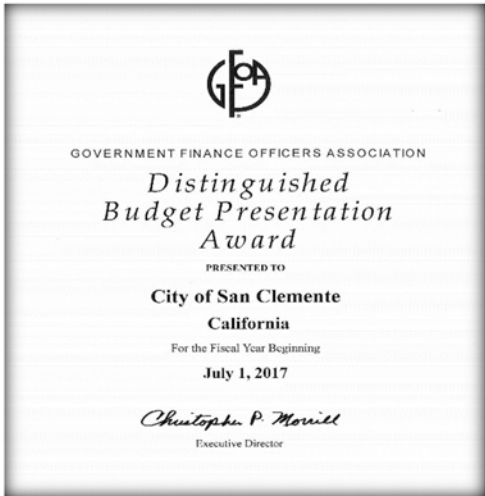 GFOA
GOVERNMENT FINANCE OFFICERS ASSOCIATION
Distinguished
Budget Presentation
Award
PRESENTED TO
City of San Clemente
California
For the Fiscal Year Beginning
July 1, 2017
Christopher P. Morrill
Executive Director